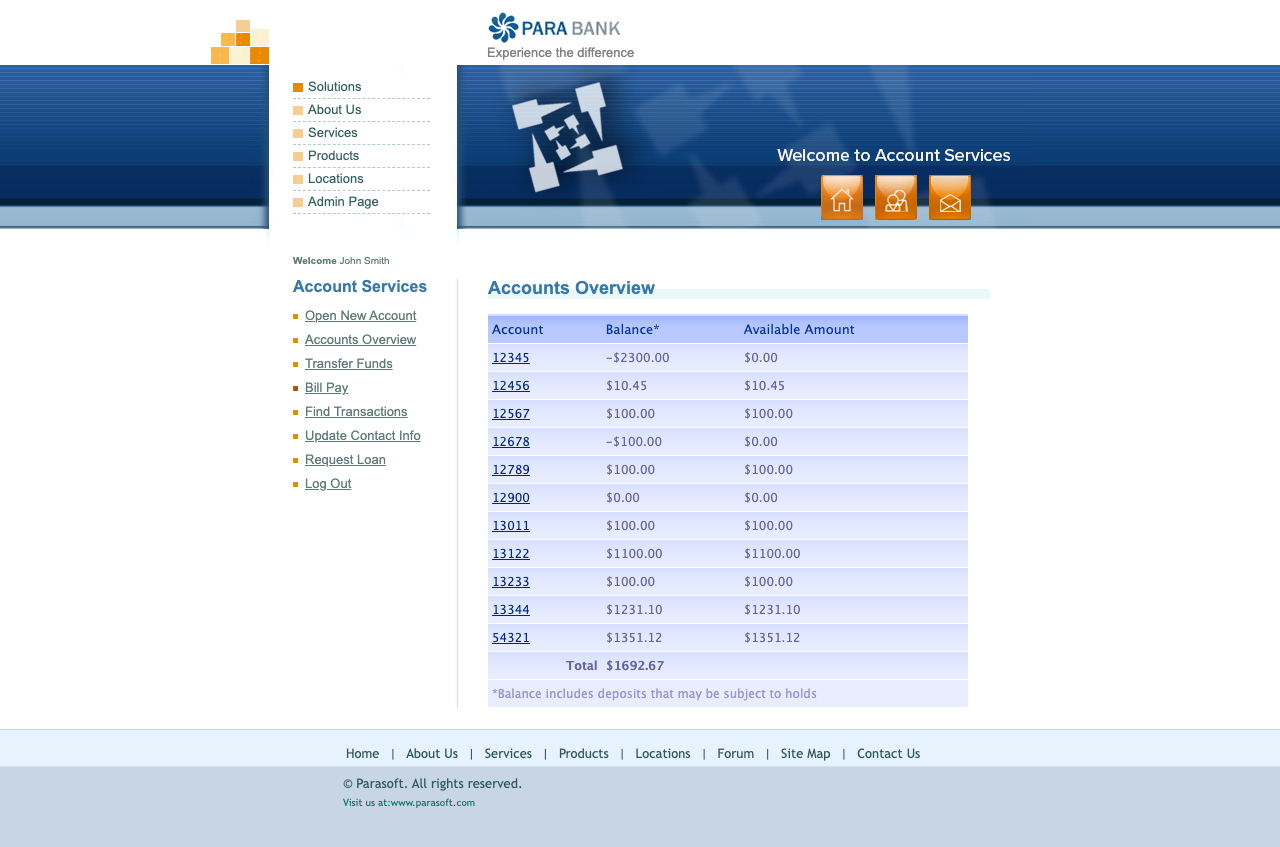 PARA BANK
Experience the difference
Solutions
About Us
Services
Products
Locations
Admin Page
Welcome to Account Services
Welcome John Smith
Account Services
Open New Account
Accounts Overview
Transfer Funds
Bill Pay
Find Transactions
Update Contact Info
Request Loan
Log Out
Accounts Overview
Account Balance* Available Amount
12345 -$2300.00 $0.00
12456 $10.45 $10.45
12567 $100.00 $100.00
12678 -$100.00 $0.00
12789 $100.00 $100.00
12900 $0.00 $0.00
13011 $100.00 $100.00
13122 $1100.00 $1100.00
13233 $100.00 $100.00
13344 $1231.10 $1231.10
54321 $1351.12 $1351.12
Total $1692.67
*Balance includes deposits that may be subject to holds
Home | About Us | Services | Products | Locations | Forum | Site Map | Contact Us
© Parasoft. All rights reserved.
Visit us at:www.parasoft.com